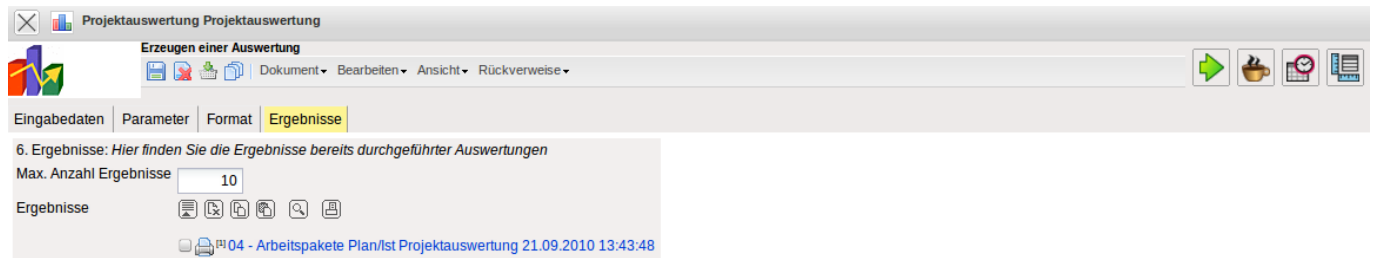 Projektauswertung Projektauswertung
Erzeugen einer Auswertung
Dokument Bearbeiten Ansicht Rückverweise
Eingabedaten Parameter Format Ergebnisse
6. Ergebnisse: Hier finden Sie die Ergebnisse bereits durchgeführter Auswertungen
Max. Anzahl Ergebnisse 10
Ergebnisse
[1] 04 - Arbeitspakete Plan/Ist Projektauswertung 21.09.2010 13:43:48